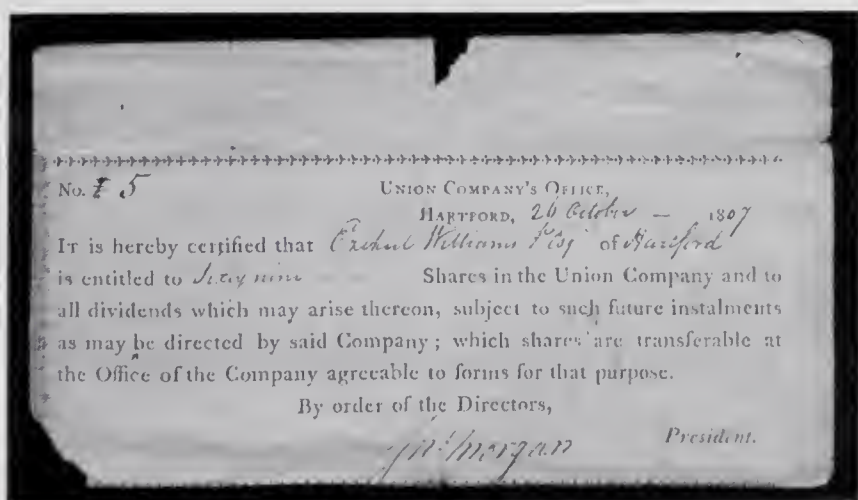 No. 5 UNION COMPANY'S OFFICE,
HARTFORD, 26 October — 1807
IT is hereby certified that Ezekiel Williams Esq of Hartford
is entitled to Sixty nine Shares in the Union Company and to
all dividends which may arise thereon, subject to such future instalments
as may be directed by said Company; which shares are transferable at
the Office of the Company agreeable to forms for that purpose.
By order of the Directors,
Jno Morgan President.